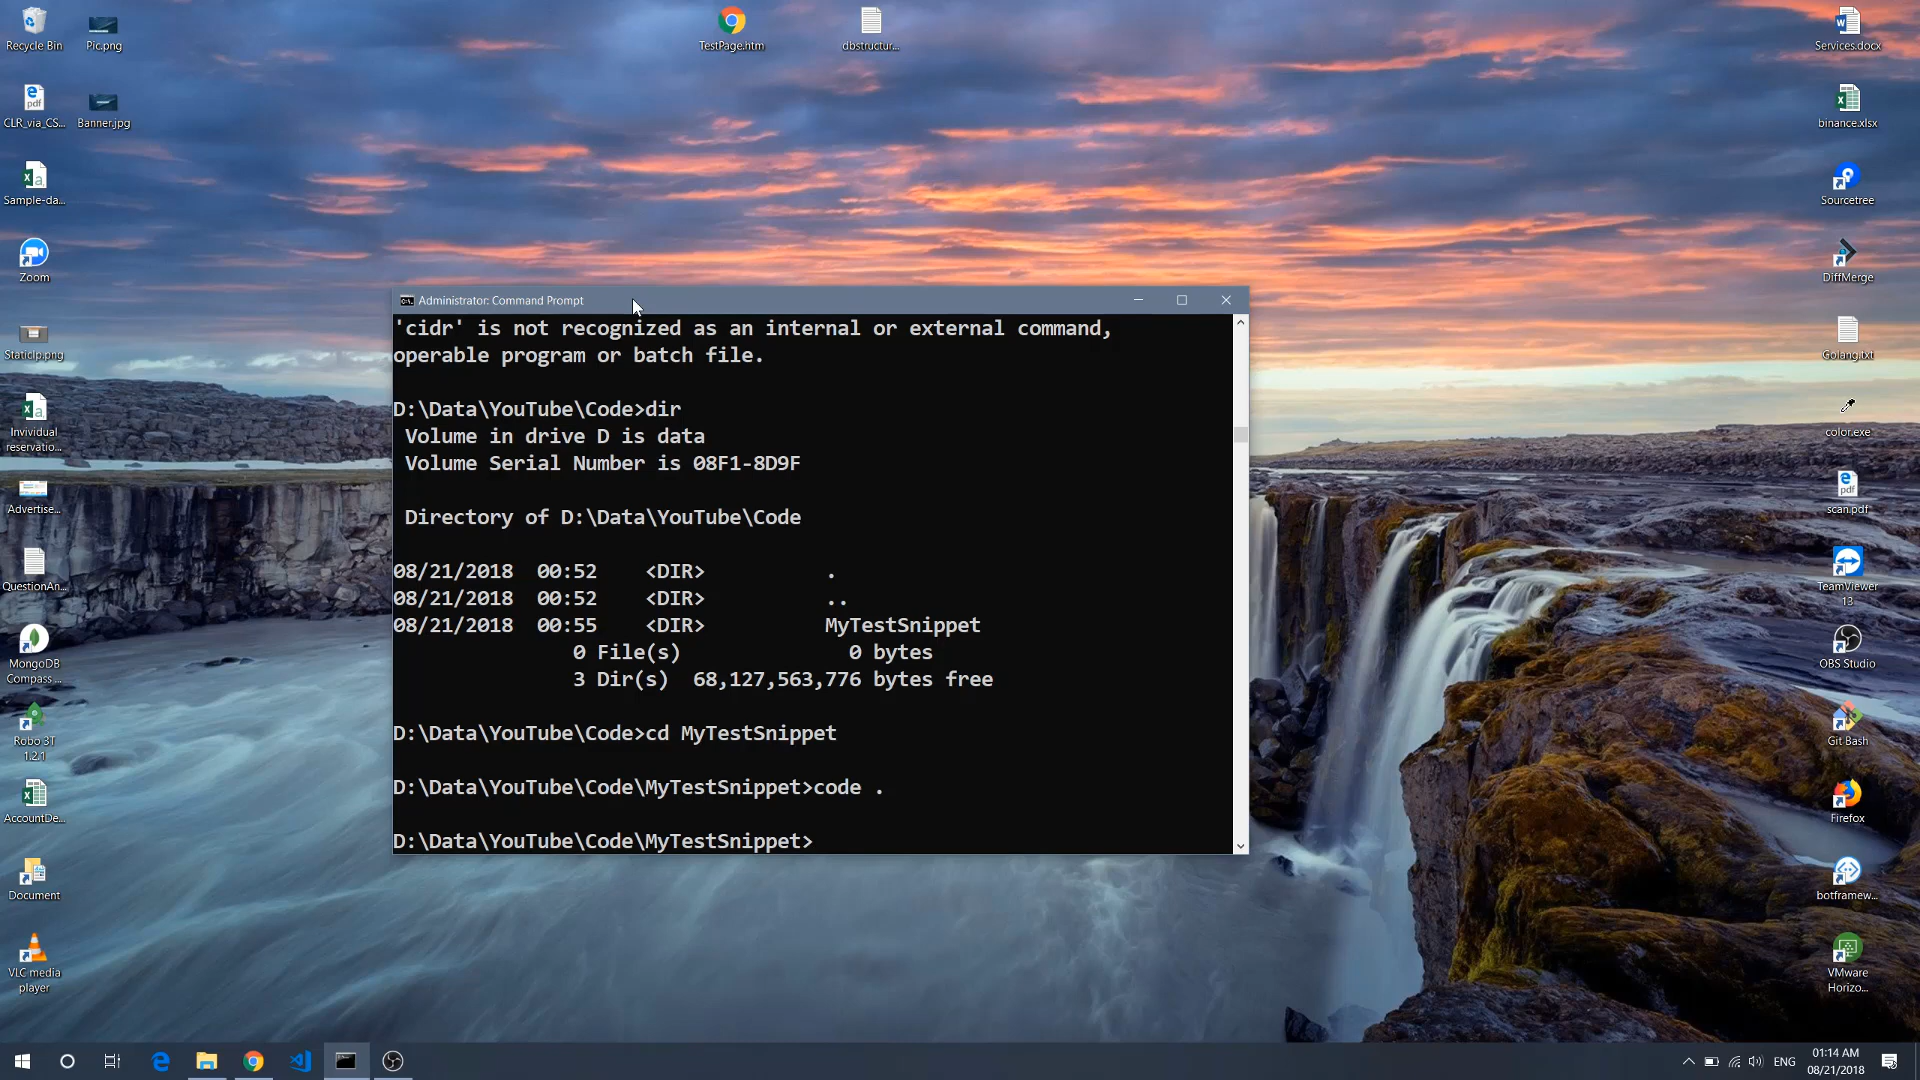 Recycle Bin
Pic.png
TestPage.htm
dbstructur...
Services.docx
CLR_via_CS...
Banner.jpg
binance.xlsx
Sample-da...
Sourcetree
Zoom
DiffMerge
StaticIp.png
Golang.txt
Invividual
reservatio...
color.exe
Advertise...
scan.pdf
QuestionAn...
TeamViewer
13
MongoDB
Compass ...
OBS Studio
Robo 3T
1.2.1
Git Bash
AccountDe...
Firefox
Document
botframew...
VLC media
player
VMware
Horizo...
Administrator: Command Prompt
'cidr' is not recognized as an internal or external command,
operable program or batch file.
D:\Data\YouTube\Code>dir
Volume in drive D is data
Volume Serial Number is 08F1-8D9F
Directory of D:\Data\YouTube\Code
08/21/2018 00:52 <DIR> .
08/21/2018 00:52 <DIR> ..
08/21/2018 00:55 <DIR> MyTestSnippet
0 File(s) 0 bytes
3 Dir(s) 68,127,563,776 bytes free
D:\Data\YouTube\Code>cd MyTestSnippet
D:\Data\YouTube\Code\MyTestSnippet>code .
D:\Data\YouTube\Code\MyTestSnippet>
ENG
01:14 AM
08/21/2018